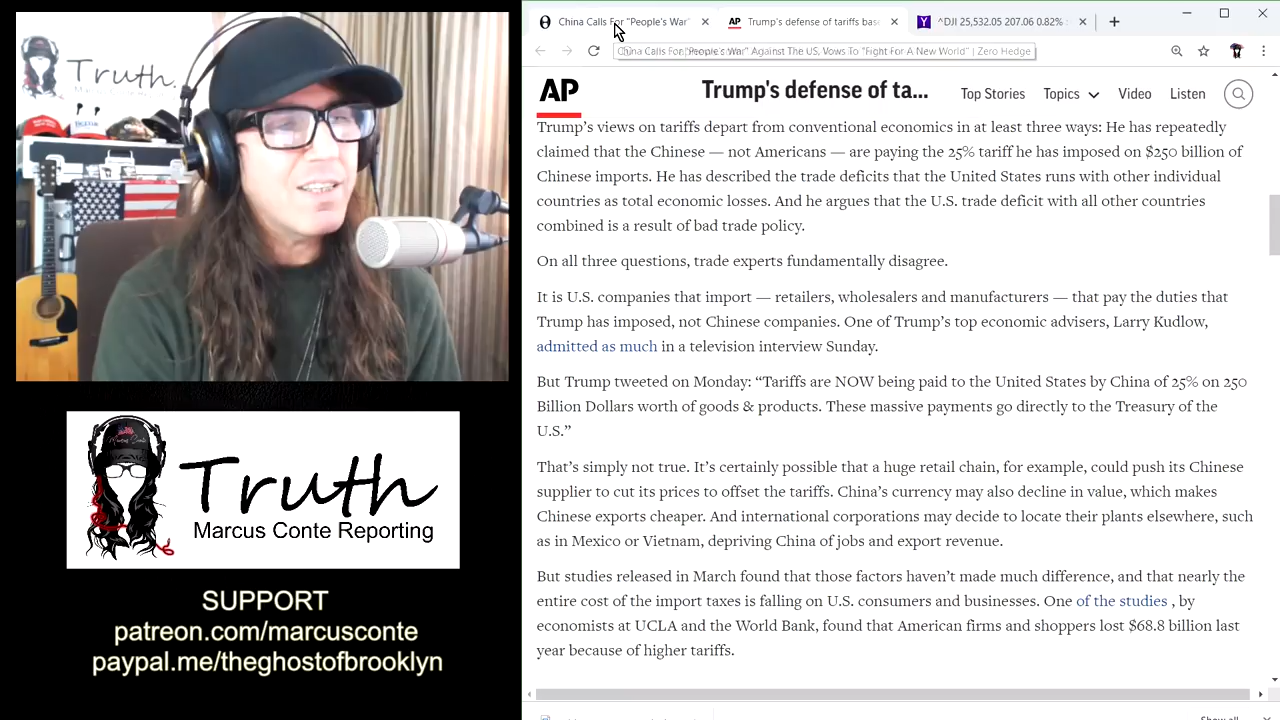 China Calls For "People's War"
Trump's defense of tariffs bas
^DJI 25,532.05 207.06 0.82%
China Calls For "People's War" Against The US, Vows To "Fight For A New World" | Zero Hedge
AP
Trump's defense of ta...
Top Stories
Topics
Video
Listen
Trump's views on tariffs depart from conventional economics in at least three ways: He has repeatedly
claimed that the Chinese — not Americans — are paying the 25% tariff he has imposed on $250 billion of
Chinese imports. He has described the trade deficits that the United States runs with other individual
countries as total economic losses. And he argues that the U.S. trade deficit with all other countries
combined is a result of bad trade policy.
On all three questions, trade experts fundamentally disagree.
It is U.S. companies that import — retailers, wholesalers and manufacturers — that pay the duties that
Trump has imposed, not Chinese companies. One of Trump's top economic advisers, Larry Kudlow,
admitted as much in a television interview Sunday.
But Trump tweeted on Monday: “Tariffs are NOW being paid to the United States by China of 25% on 250
Billion Dollars worth of goods & products. These massive payments go directly to the Treasury of the
U.S.”
That’s simply not true. It’s certainly possible that a huge retail chain, for example, could push its Chinese
supplier to cut its prices to offset the tariffs. China’s currency may also decline in value, which makes
Chinese exports cheaper. And international corporations may decide to locate their plants elsewhere, such
as in Mexico or Vietnam, depriving China of jobs and export revenue.
But studies released in March found that those factors haven’t made much difference, and that nearly the
entire cost of the import taxes is falling on U.S. consumers and businesses. One of the studies , by
economists at UCLA and the World Bank, found that American firms and shoppers lost $68.8 billion last
year because of higher tariffs.
Truth.
Truth
Marcus Conte Reporting
SUPPORT
patreon.com/marcusconte
paypal.me/theghostofbrooklyn